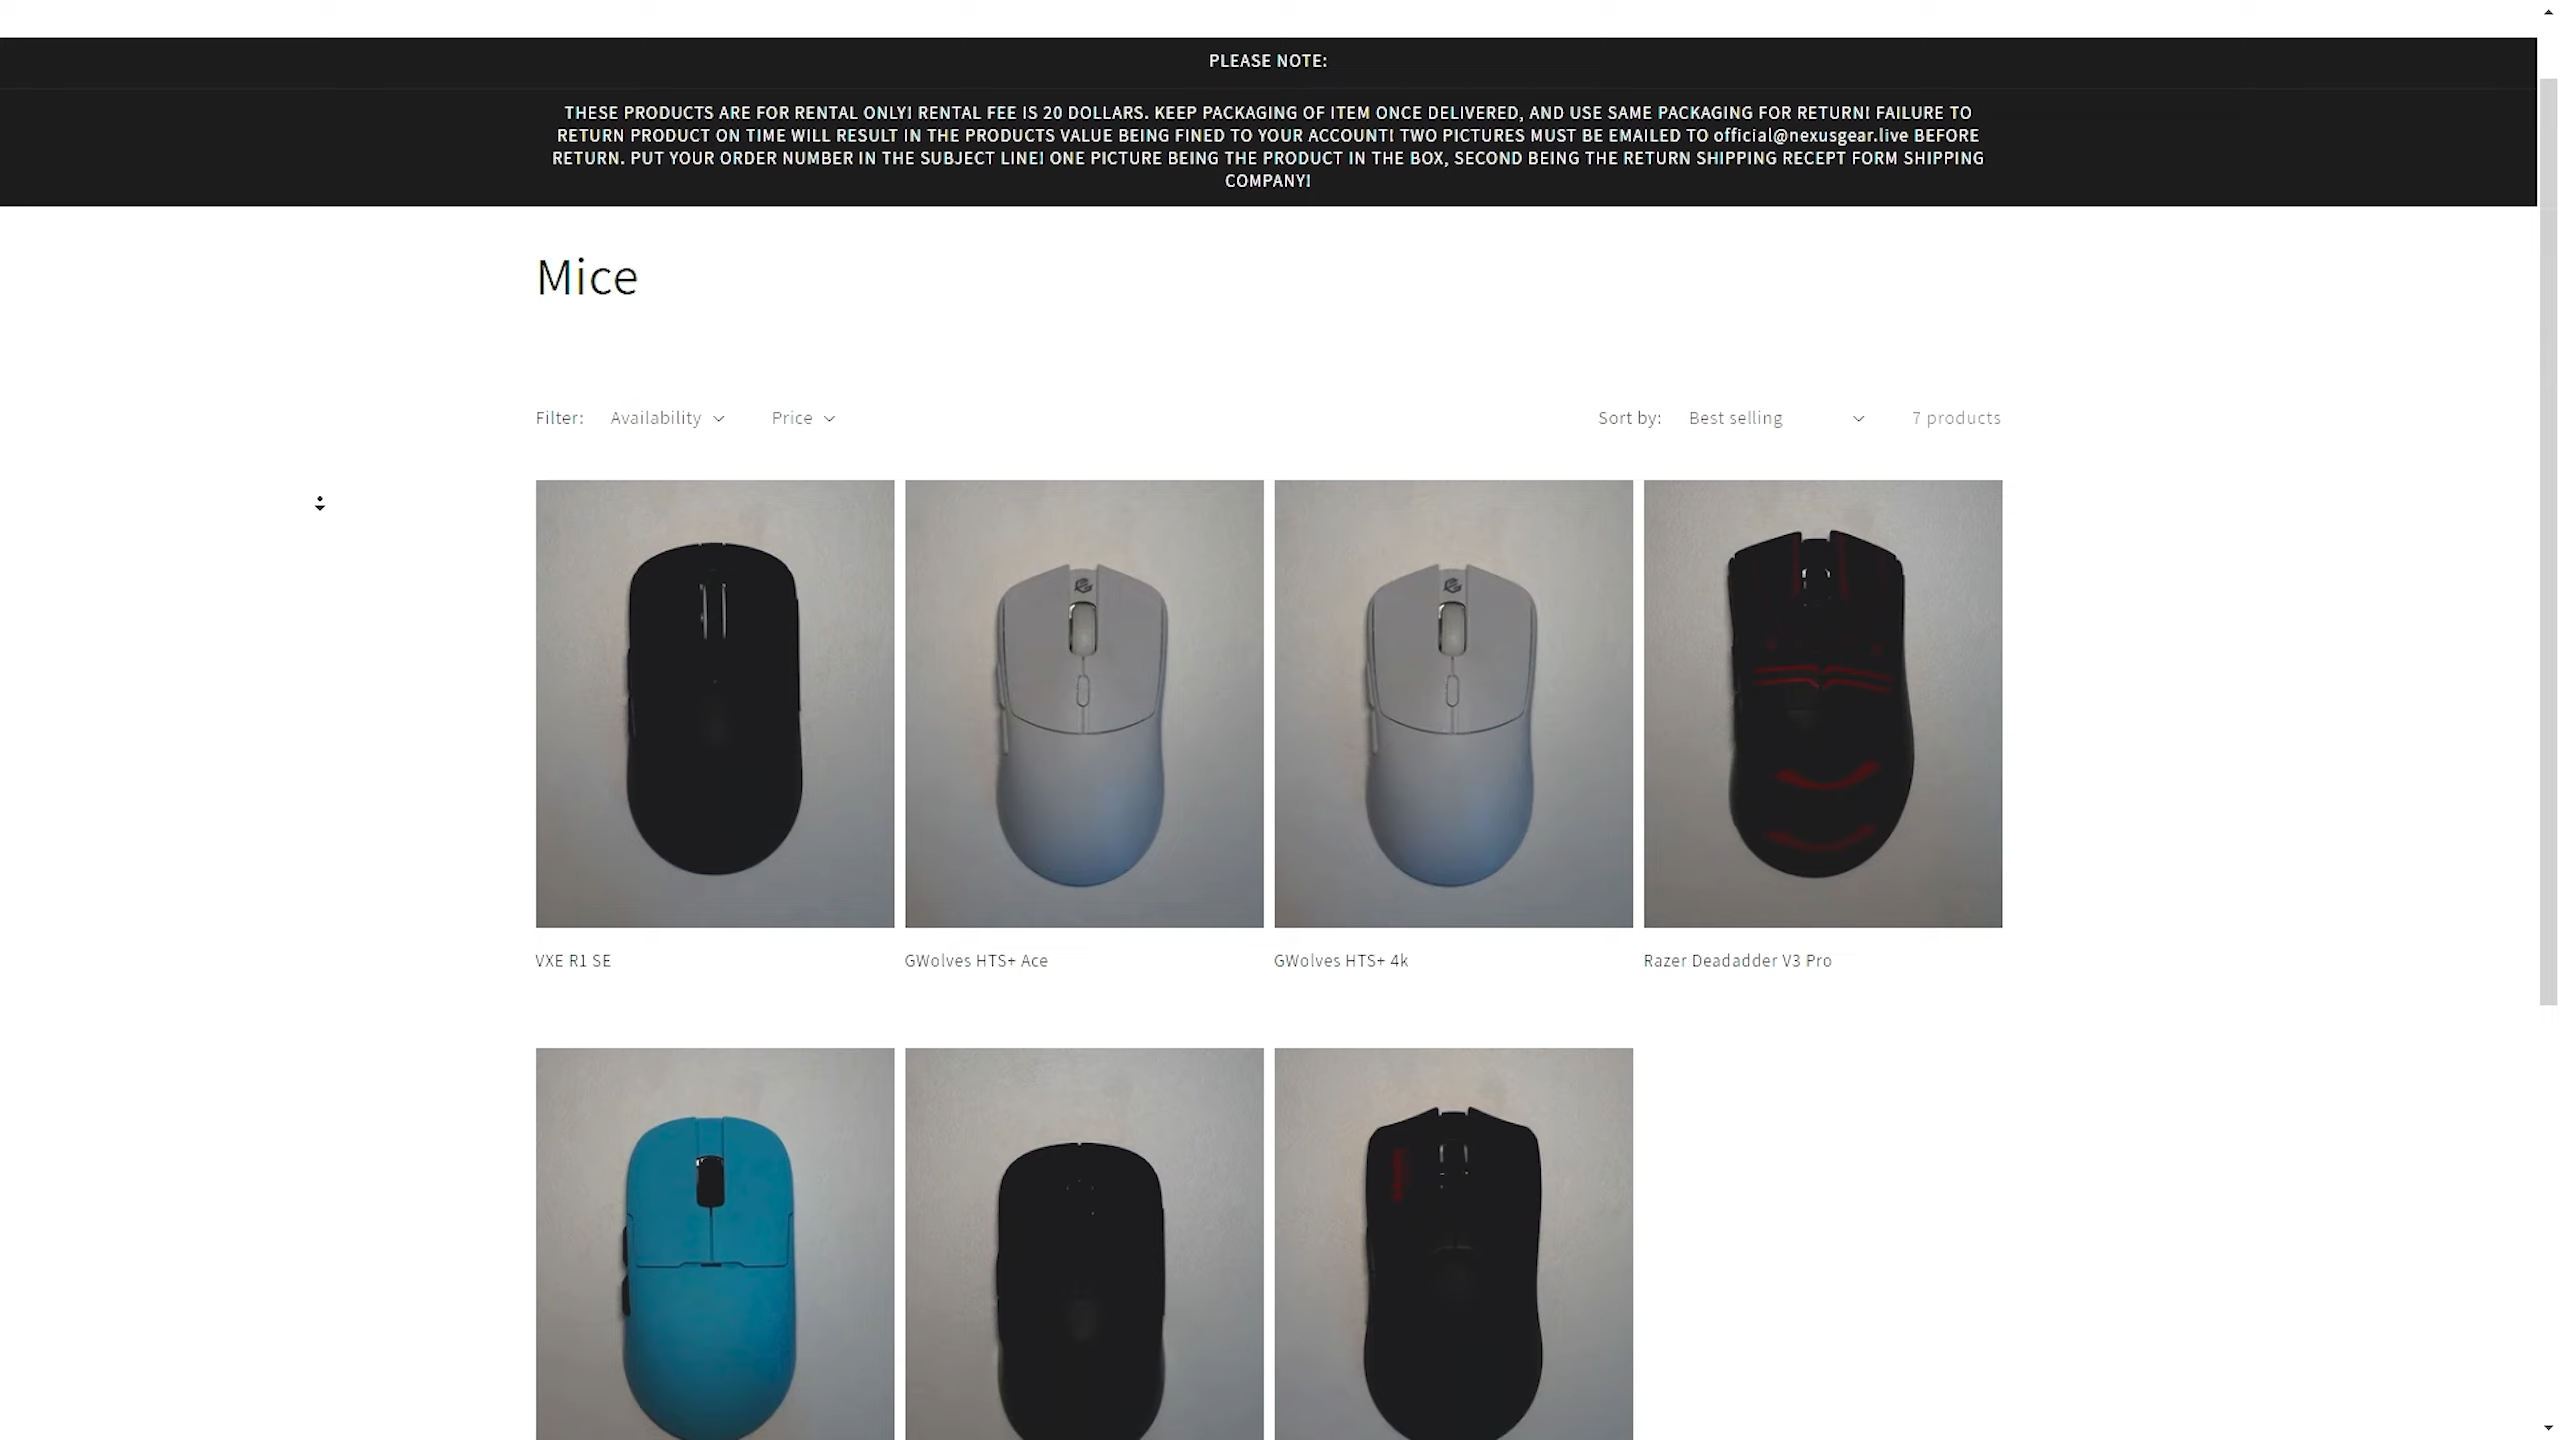 PLEASE NOTE:
THESE PRODUCTS ARE FOR RENTAL ONLY! RENTAL FEE IS 20 DOLLARS. KEEP PACKAGING OF ITEM ONCE DELIVERED, AND USE SAME PACKAGING FOR RETURN! FAILURE TO
RETURN PRODUCT ON TIME WILL RESULT IN THE PRODUCTS VALUE BEING FINED TO YOUR ACCOUNT! TWO PICTURES MUST BE EMAILED TO official@nexusgear.live BEFORE
RETURN. PUT YOUR ORDER NUMBER IN THE SUBJECT LINE! ONE PICTURE BEING THE PRODUCT IN THE BOX, SECOND BEING THE RETURN SHIPPING RECEPT FORM SHIPPING
COMPANY!
Mice
Filter: Availability Price Sort by: Best selling 7 products
VXE R1 SE GWolves HTS+ Ace GWolves HTS+ 4k Razer Deadadder V3 Pro